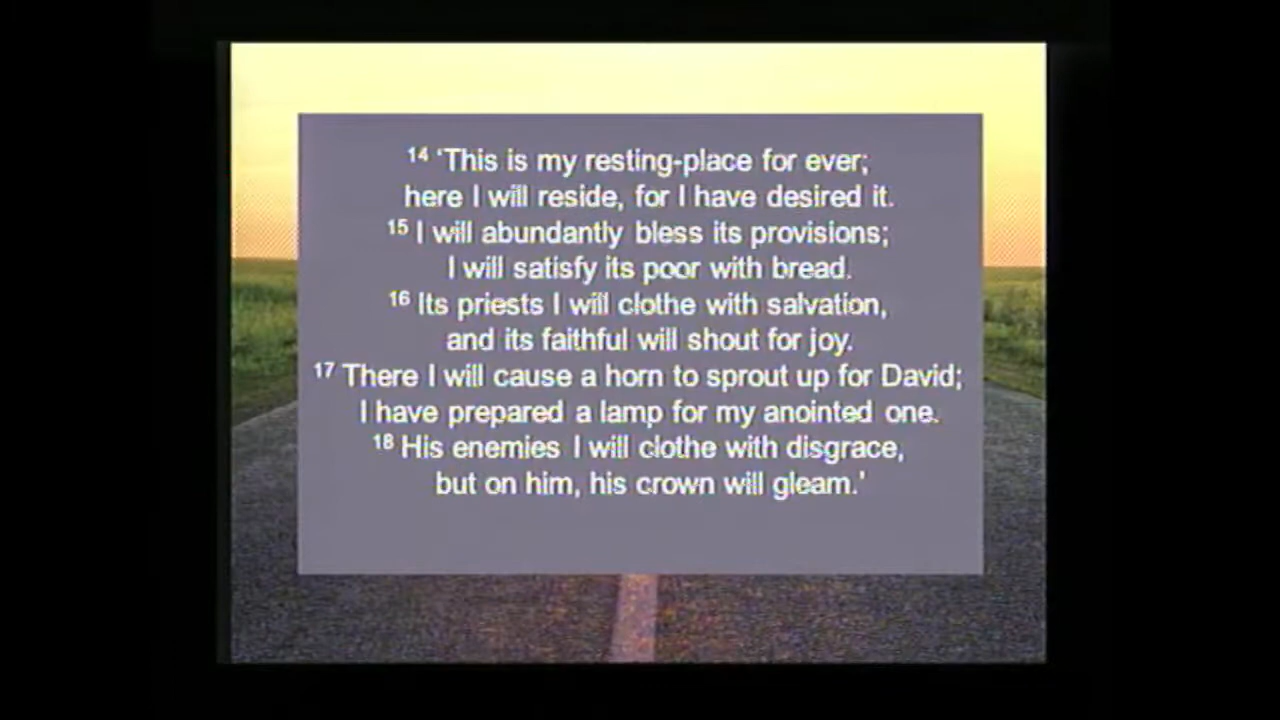 14 ‘This is my resting-place for ever;
here I will reside, for I have desired it.
15 I will abundantly bless its provisions;
I will satisfy its poor with bread.
16 Its priests I will clothe with salvation,
and its faithful will shout for joy.
17 There I will cause a horn to sprout up for David;
I have prepared a lamp for my anointed one.
18 His enemies I will clothe with disgrace,
but on him, his crown will gleam.’